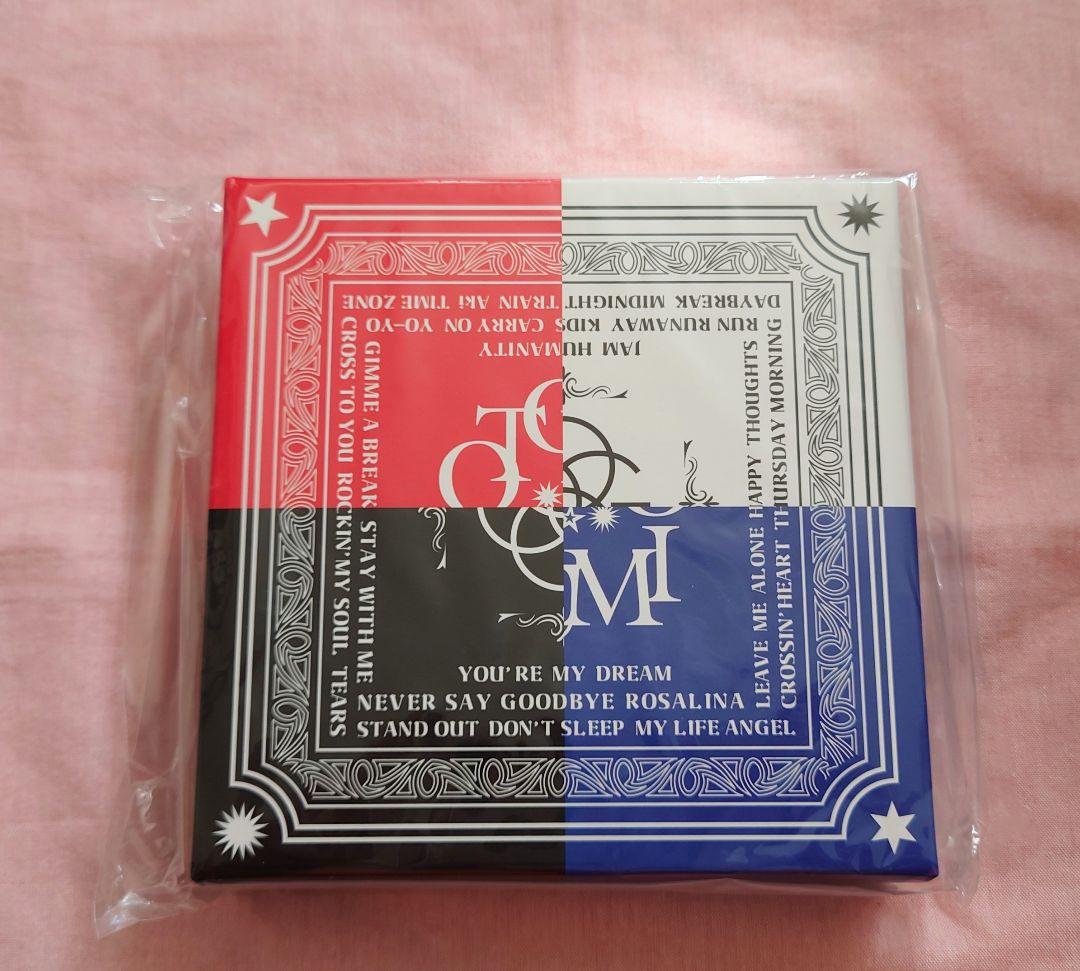 DAYBREAK MIDNIGHT TRAIN Aki TIME ZONE
RUN RUNAWAY KIDS CARRY ON YO-YO
JAM HUMANITY
GIMME A BREAK STAY WITH ME
CROSS TO YOU ROCKIN' MY SOUL TEARS
LEAVE ME ALONE HAPPY THOUGHTS
CROSSIN' HEART THURSDAY MORNING
YOU'RE MY DREAM
NEVER SAY GOODBYE ROSALINA
STAND OUT DON'T SLEEP MY LIFE ANGEL